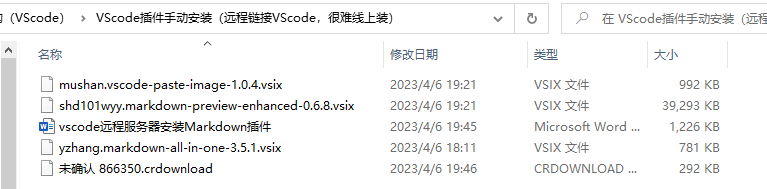 （VScode） › VScode插件手动安装（远程链接VScode，很难线上装） 在 VScode插件手动安装（远
名称 修改日期 类型 大小
mushan.vscode-paste-image-1.0.4.vsix 2023/4/6 19:21 VSIX 文件 992 KB
shd101wyy.markdown-preview-enhanced-0.6.8.vsix 2023/4/6 19:21 VSIX 文件 39,293 KB
vscode远程服务器安装Markdown插件 2023/4/6 19:45 Microsoft Word ... 1,226 KB
yzhang.markdown-all-in-one-3.5.1.vsix 2023/4/6 18:11 VSIX 文件 781 KB
未确认 866350.crdownload 2023/4/6 19:46 CRDOWNLOAD ... 292 KB